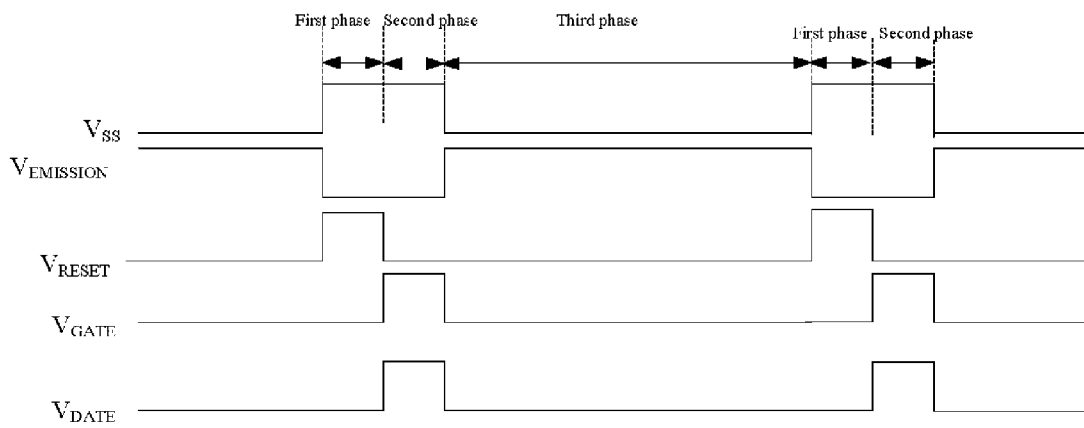 First phase Second phase Third phase First phase Second phase
VSS
VEMISSION
VRESET
VGATE
VDATE